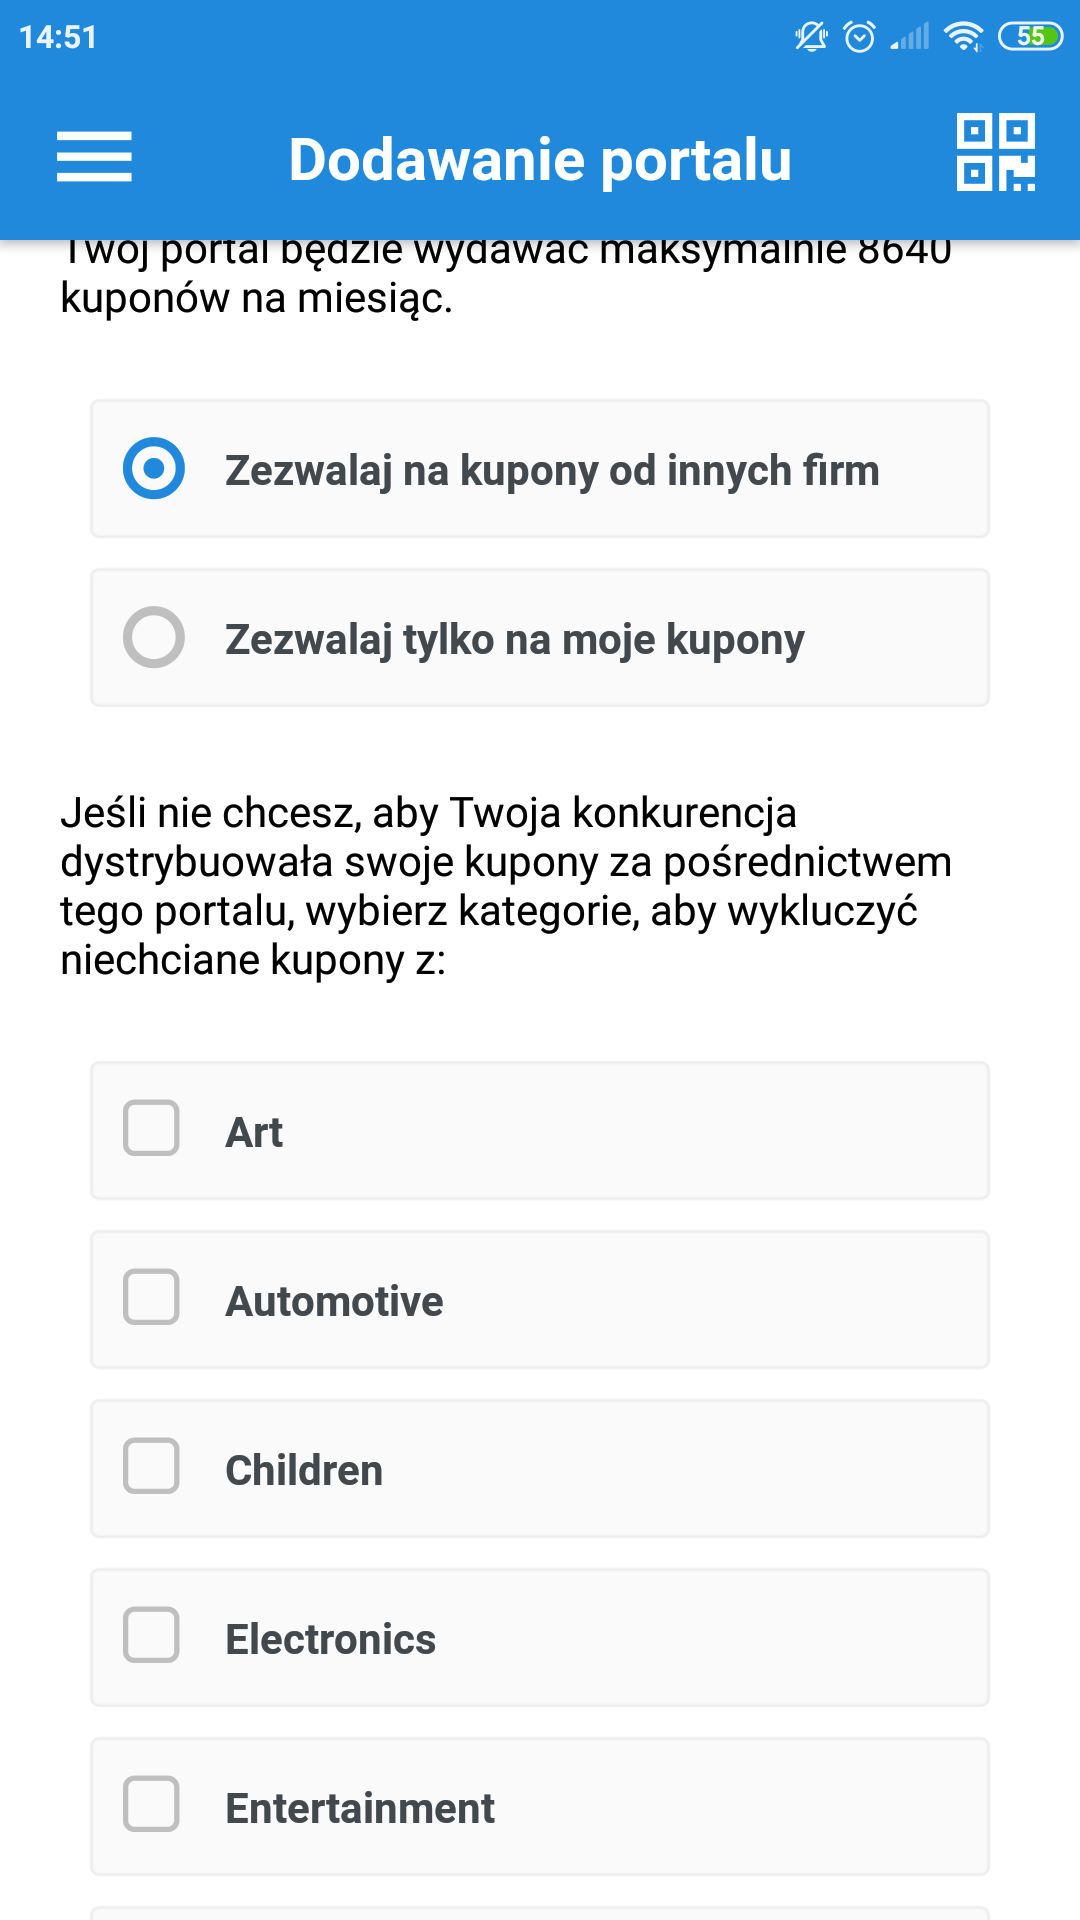 14:51
55
Dodawanie portalu
Twój portal będzie wydawać maksymalnie 8640
kuponów na miesiąc.
Zezwalaj na kupony od innych firm
Zezwalaj tylko na moje kupony
Jeśli nie chcesz, aby Twoja konkurencja
dystrybuowała swoje kupony za pośrednictwem
tego portalu, wybierz kategorie, aby wykluczyć
niechciane kupony z:
Art
Automotive
Children
Electronics
Entertainment